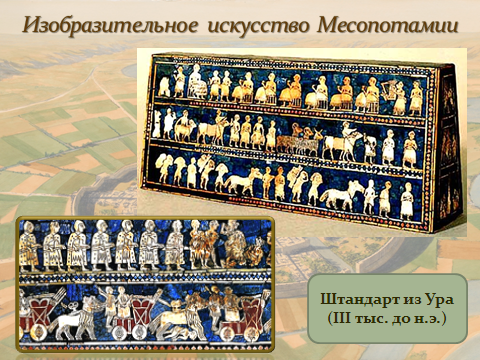 Изобразительное искусство Месопотамии
Штандарт из Ура
(III тыс. до н.э.)